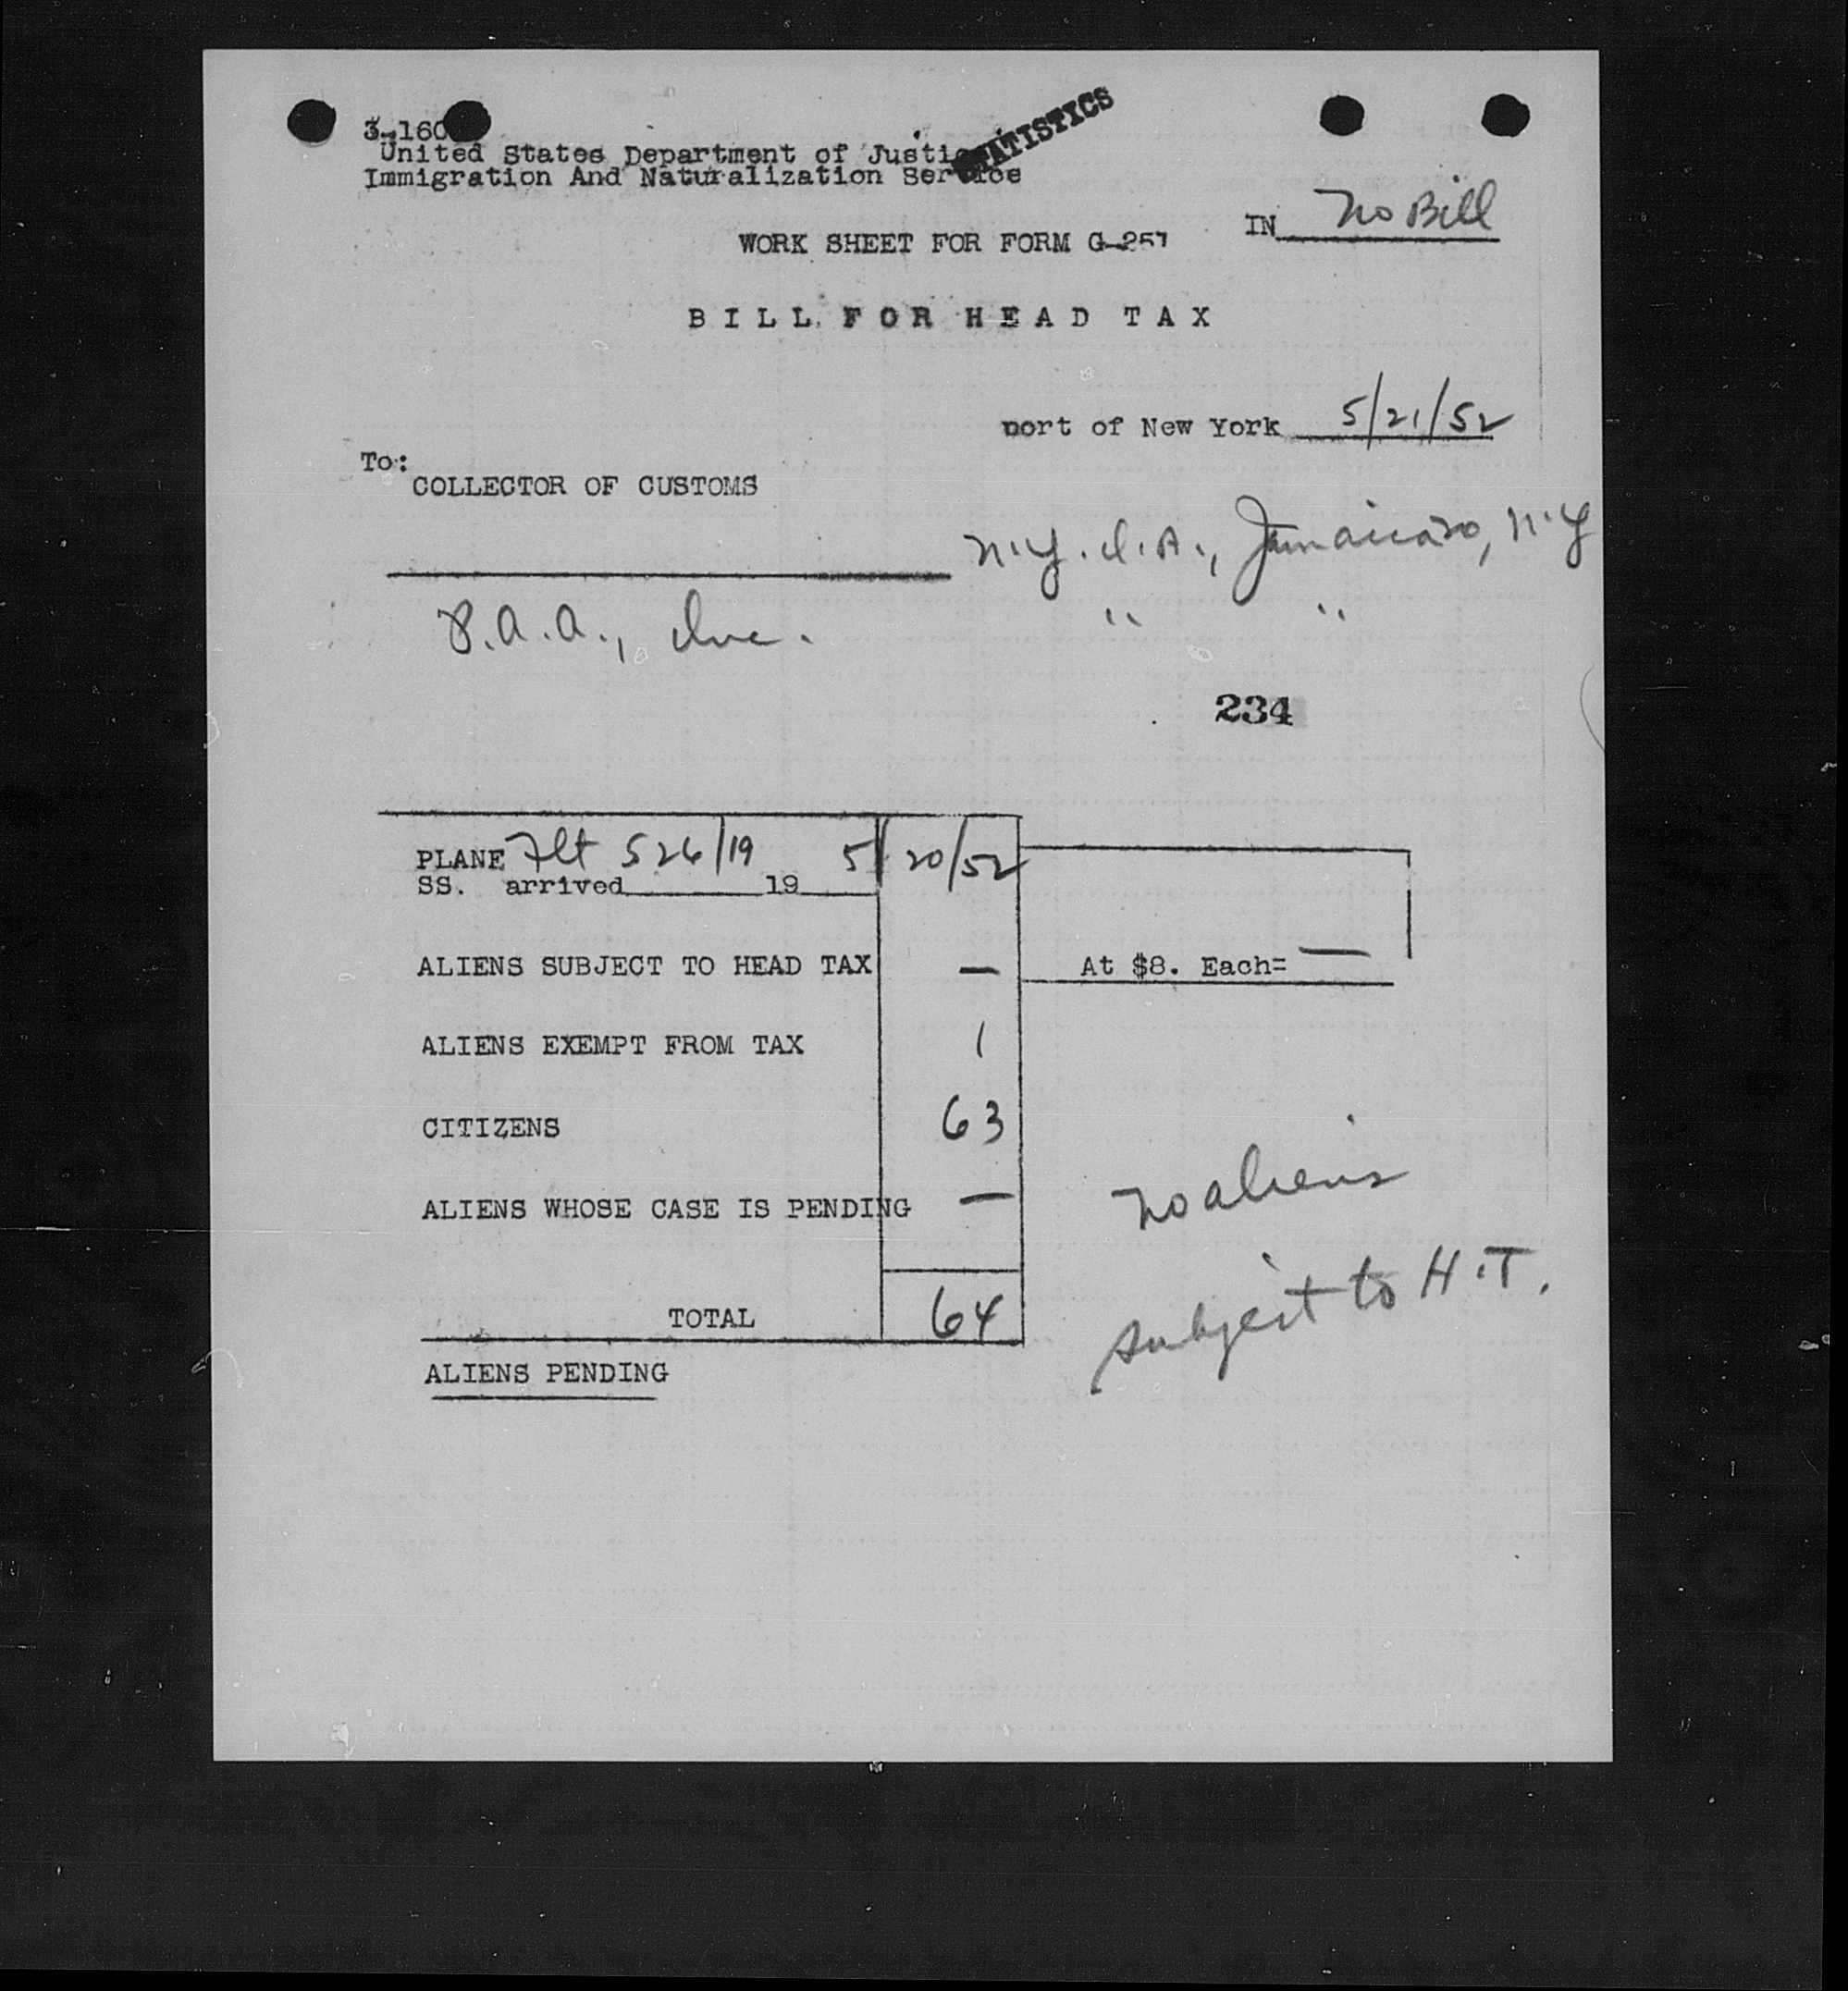 3-160
STATISTICS
United States Department of Justice
Immigration And Naturalization Service
IN No Bill
WORK SHEET FOR FORM G-257
BILL FOR HEAD TAX
port of New York 5/21/52
To:
COLLECTOR OF CUSTOMS
N.Y. I.A., Jamaica 30, N.Y
P.A.A., Inc. " "
234
PLANE Flt 526/19 5/20/52
SS. arrived 19
ALIENS SUBJECT TO HEAD TAX — At $8. Each= —
ALIENS EXEMPT FROM TAX 1
CITIZENS 63
ALIENS WHOSE CASE IS PENDING —
No aliens
subject to H.T.
TOTAL 64
ALIENS PENDING